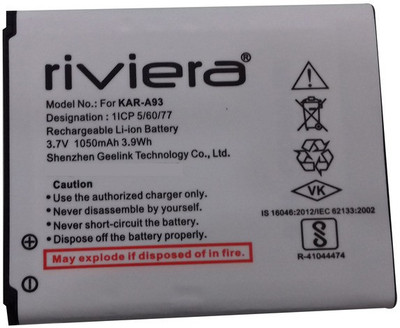 riviera®
Model No.: For KAR-A93
Designation : 1ICP 5/60/77
Rechargeable Li-ion Battery
3.7V 1050mAh 3.9Wh
Shenzhen Geelink Technology Co., Ltd.
Caution
• Use the authorized charger only.
• Never disassemble by yourself.
• Never short-circuit the battery
• Dispose off the battery properly
May explode if disposed of in fire.
VK
IS 16046:2012/IEC 62133:2002
R-41044474